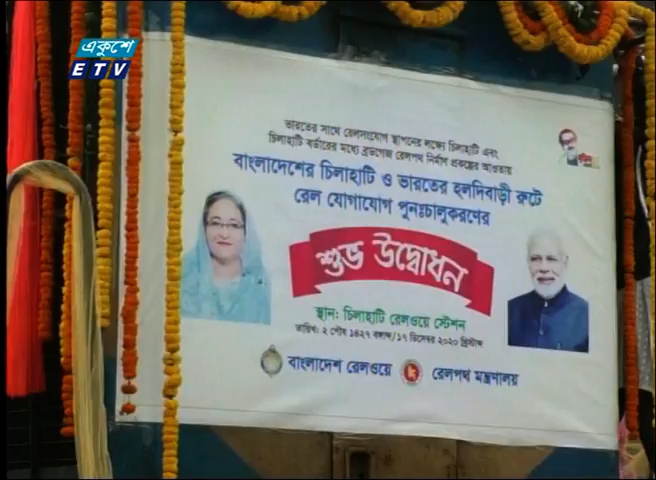 একুশে
ETV
ভারতের সাথে রেলসংযোগ স্থাপনের লক্ষ্যে চিলাহাটি এবং
চিলাহাটি বর্ডারের মধ্যে ব্রডগেজ রেলপথ নির্মাণ প্রকল্পের আওতায়
বাংলাদেশের চিলাহাটি ও ভারতের হলদিবাড়ী রুটে
রেল যোগাযোগ পুনঃচালুকরণের
শুভ উদ্বোধন
স্থান: চিলাহাটি রেলওয়ে স্টেশন
তারিখ: ২ পৌষ ১৪২৭ বঙ্গাব্দ/১৭ ডিসেম্বর ২০২০ খ্রিস্টাব্দ
বাংলাদেশ রেলওয়ে রেলপথ মন্ত্রণালয়